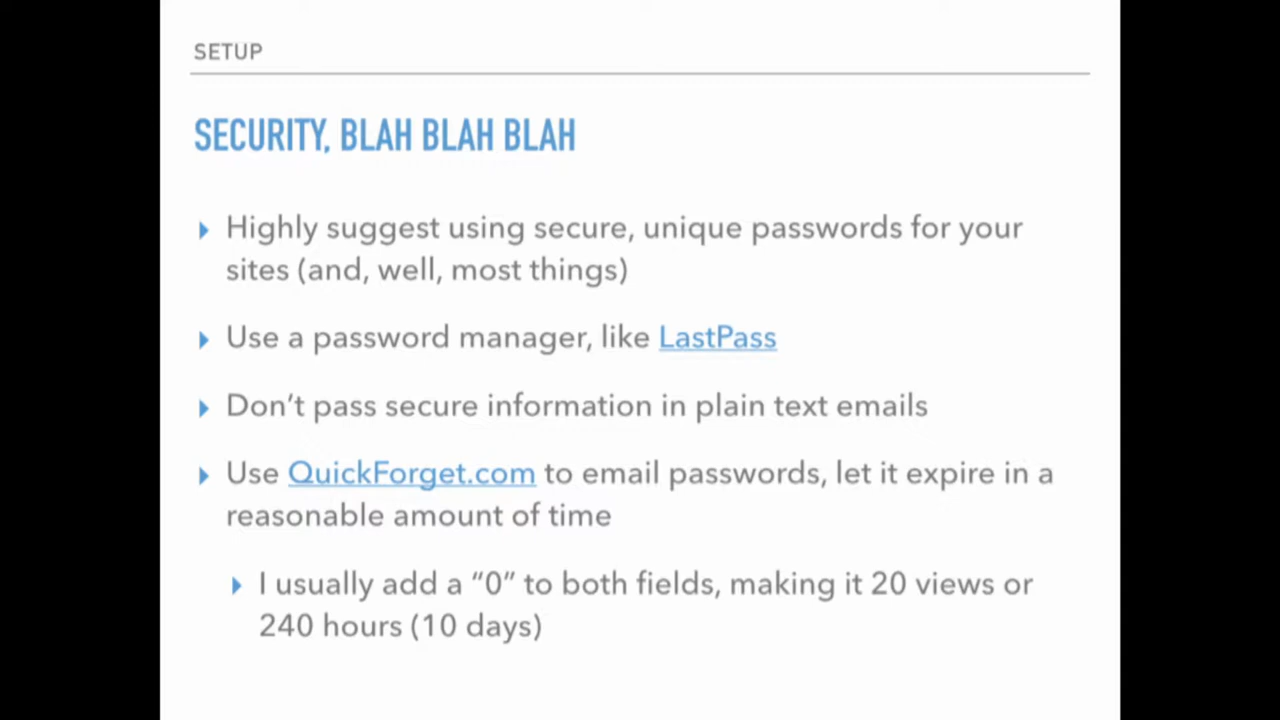 SETUP
SECURITY, BLAH BLAH BLAH
Highly suggest using secure, unique passwords for your
sites (and, well, most things)
Use a password manager, like LastPass
Don't pass secure information in plain text emails
Use QuickForget.com to email passwords, let it expire in a
reasonable amount of time
I usually add a “0” to both fields, making it 20 views or
240 hours (10 days)